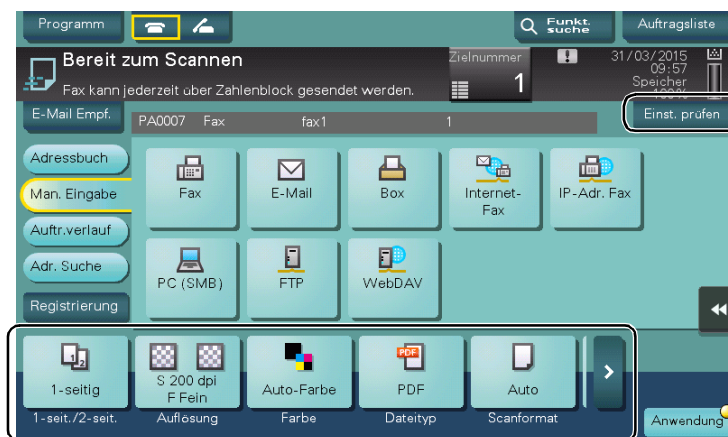 Programm
Funkt. suche
Auftragsliste
Bereit zum Scannen
Fax kann jederzeit über Zahlenblock gesendet werden.
Zielnummer
1
31/03/2015
09:57
Speicher
100%
E-Mail Empf.
PA0007 Fax fax1 1
Einst. prüfen
Adressbuch
Man. Eingabe
Auftr.verlauf
Adr. Suche
Registrierung
Fax
E-Mail
Box
Internet-
Fax
IP-Adr. Fax
PC (SMB)
FTP
WebDAV
1-seitig
S 200 dpi
F Fein
Auto-Farbe
PDF
Auto
1-seit./2-seit.
Auflösung
Farbe
Dateityp
Scanformat
Anwendung